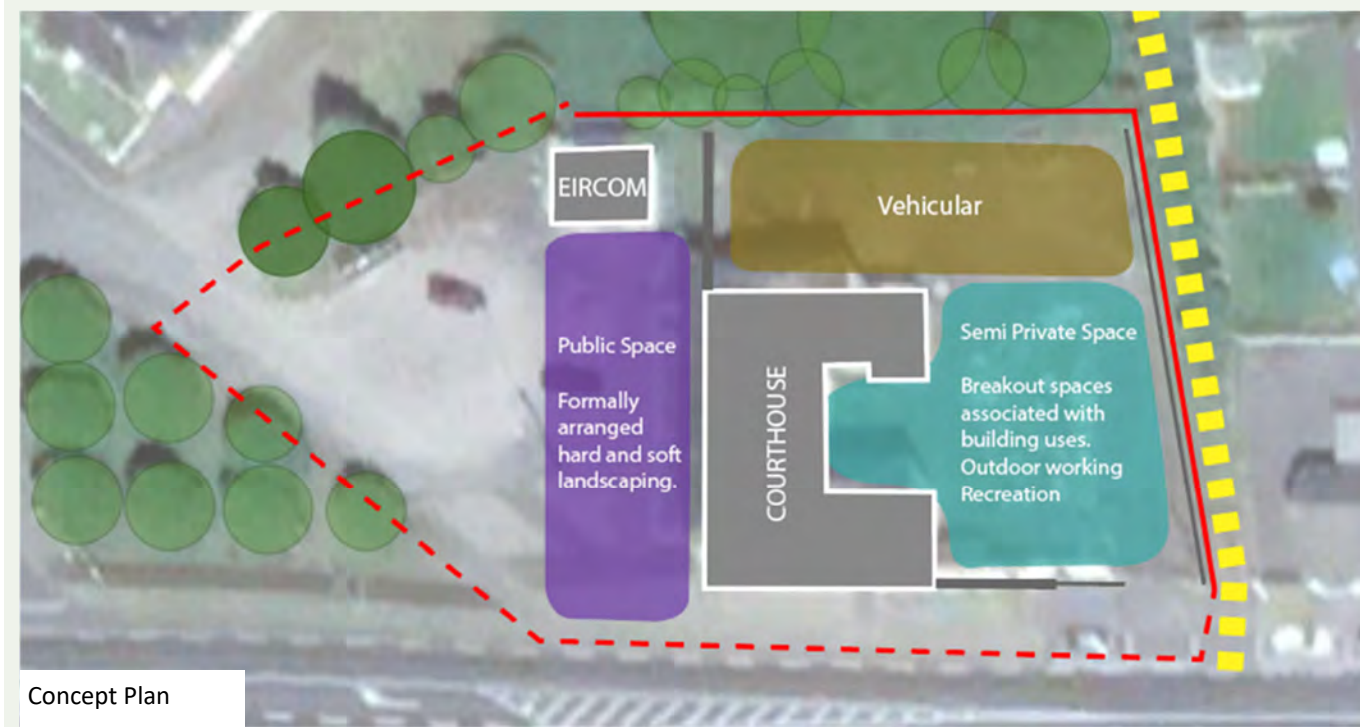 EIRCOM
Vehicular
Public Space
Formally
arranged
hard and soft
landscaping.
COURTHOUSE
Semi Private Space
Breakout spaces
associated with
building uses.
Outdoor working
Recreation
Concept Plan